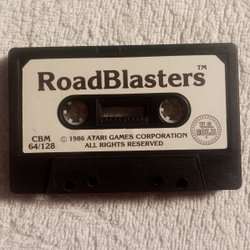 RoadBlasters™
CBM
64/128
© 1986 ATARI GAMES CORPORATION
ALL RIGHTS RESERVED
U.S.
GOLD